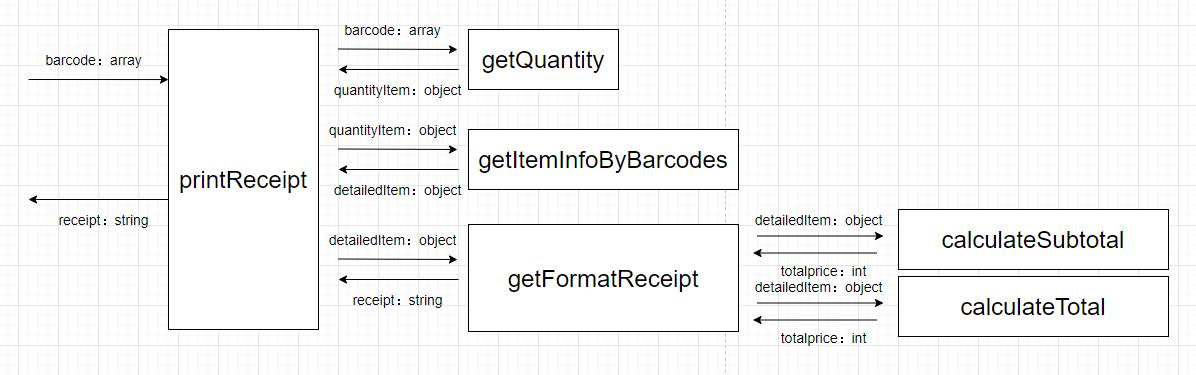 barcode：array
printReceipt
receipt：string
barcode：array
getQuantity
quantityItem：object
quantityItem：object
getItemInfoByBarcodes
detailedItem：object
detailedItem：object
getFormatReceipt
receipt：string
detailedItem：object
calculateSubtotal
totalprice：int
detailedItem：object
calculateTotal
totalprice：int